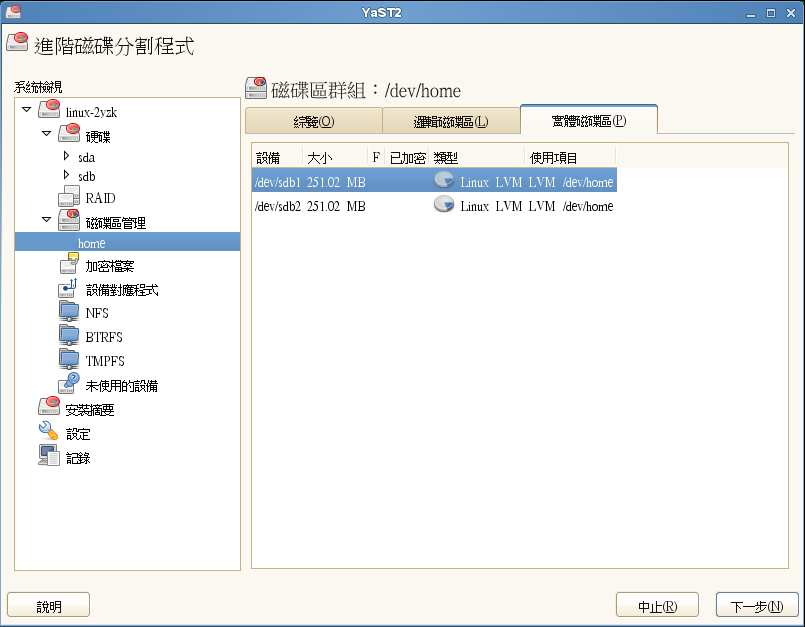 YaST2
進階磁碟分割程式
系統檢視
linux-2yzk
硬碟
sda
sdb
RAID
磁碟區管理
home
加密檔案
設備對應程式
NFS
BTRFS
TMPFS
未使用的設備
安裝摘要
設定
記錄
磁碟區群組：/dev/home
綜覽(O) 邏輯磁碟區(L) 實體磁碟區(P)
設備 大小 F 已加密 類型 使用項目
/dev/sdb1 251.02 MB Linux LVM LVM /dev/home
/dev/sdb2 251.02 MB Linux LVM LVM /dev/home
說明 中止(R) 下一步(N)